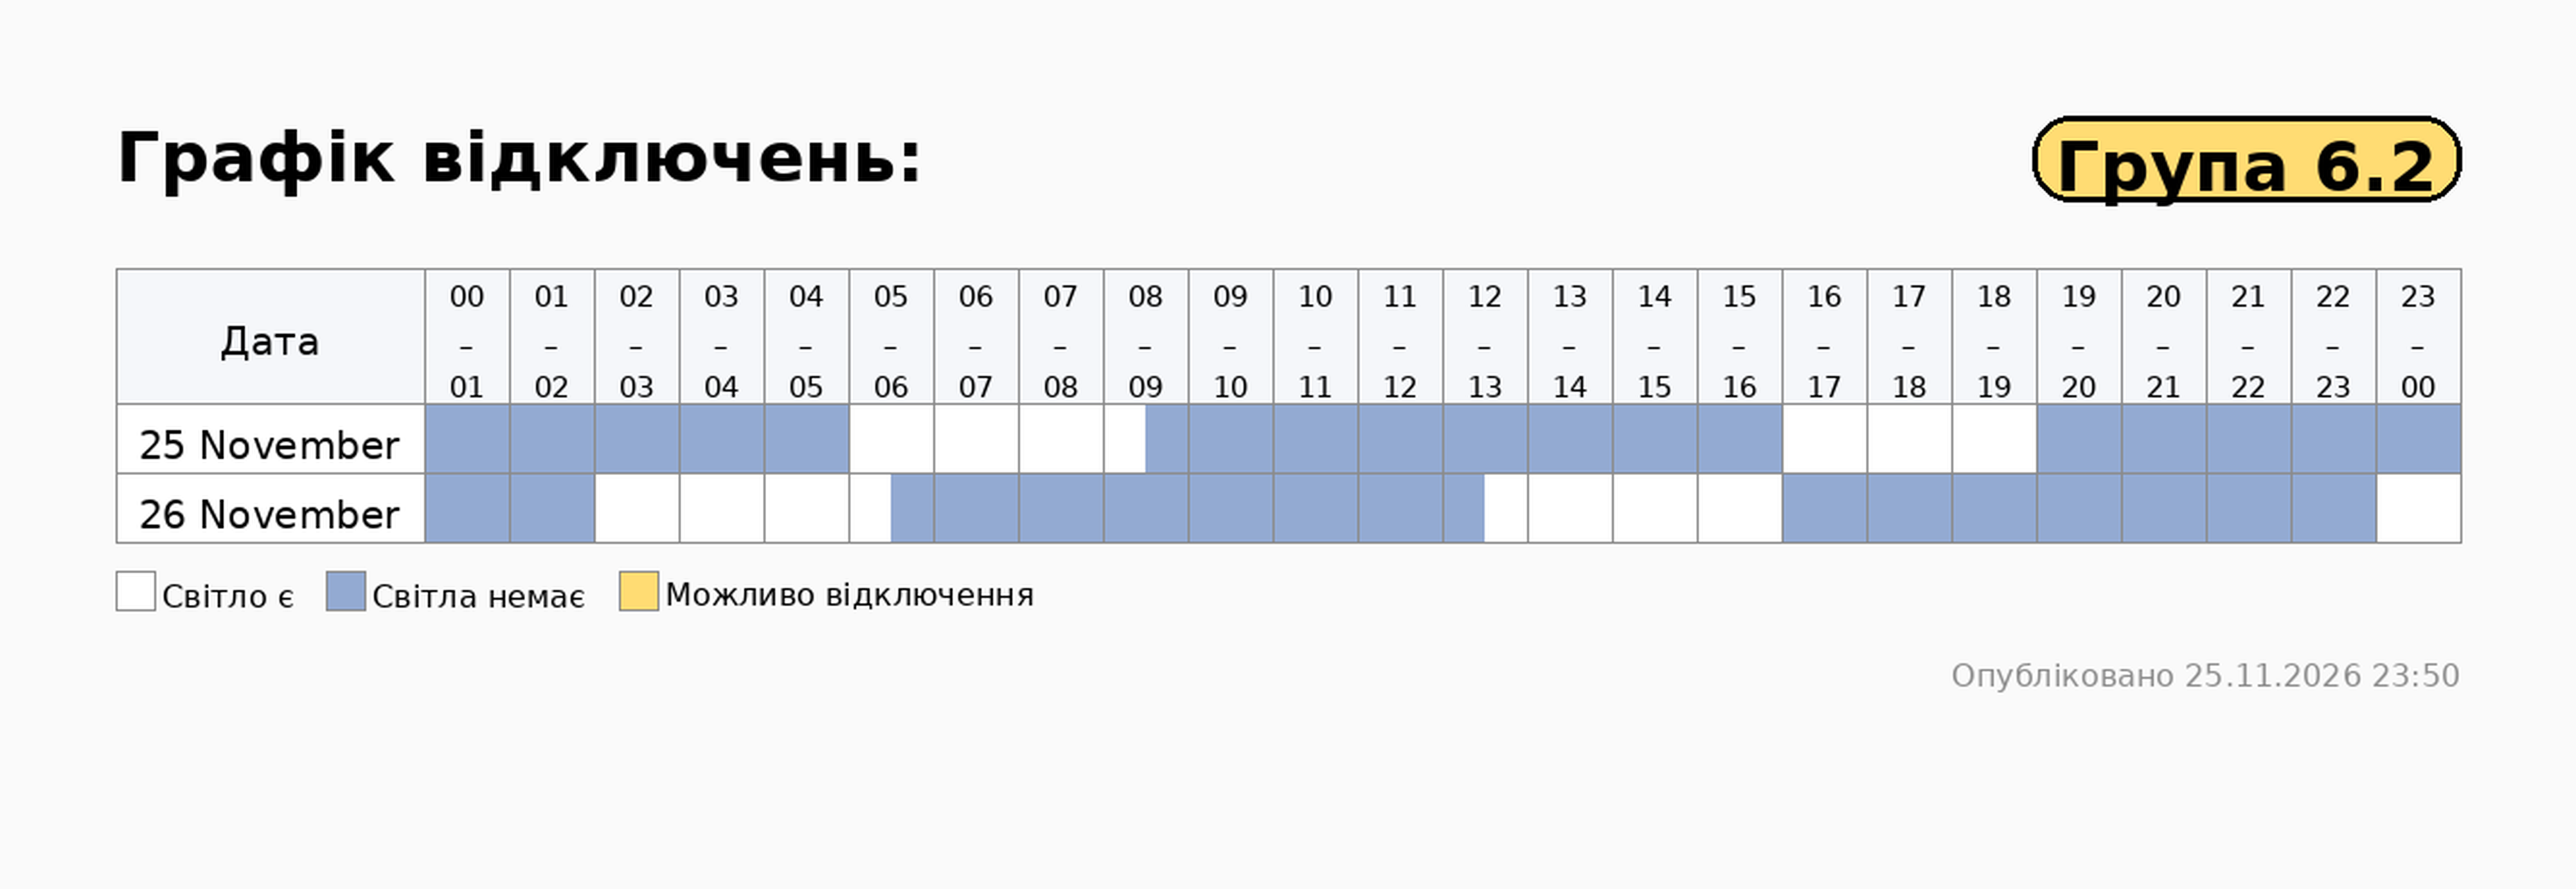 Графік відключень:
Група 6.2
Дата
00 – 01
01 – 02
02 – 03
03 – 04
04 – 05
05 – 06
06 – 07
07 – 08
08 – 09
09 – 10
10 – 11
11 – 12
12 – 13
13 – 14
14 – 15
15 – 16
16 – 17
17 – 18
18 – 19
19 – 20
20 – 21
21 – 22
22 – 23
23 – 00
25 November
26 November
Світло є
Світла немає
Можливо відключення
Опубліковано 25.11.2026 23:50